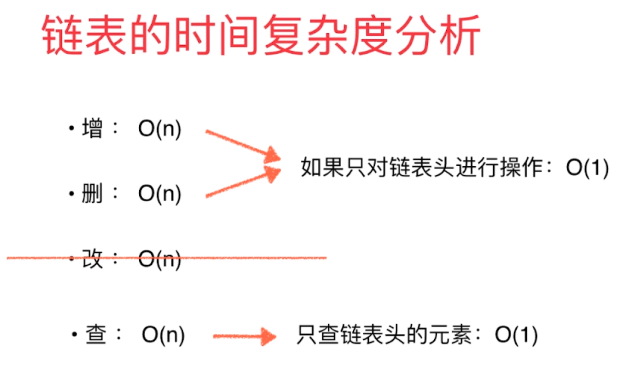 链表的时间复杂度分析
• 增： O(n)
如果只对链表头进行操作：O(1)
• 删： O(n)
• 改： O(n)
• 查： O(n) 只查链表头的元素：O(1)